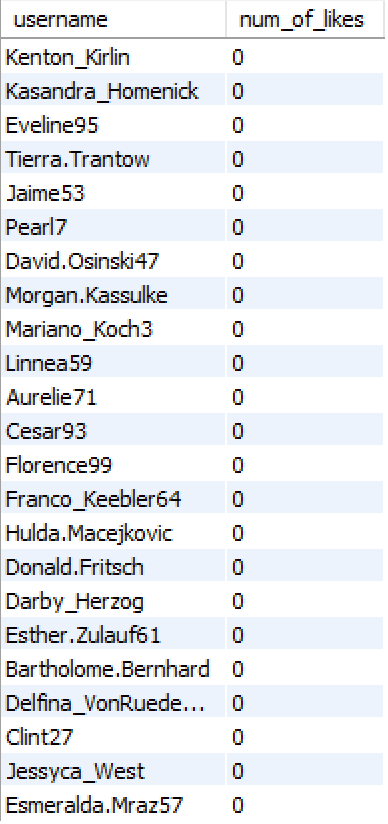 username num_of_likes
Kenton_Kirlin 0
Kasandra_Homenick 0
Eveline95 0
Tierra.Trantow 0
Jaime53 0
Pearl7 0
David.Osinski47 0
Morgan.Kassulke 0
Mariano_Koch3 0
Linnea59 0
Aurelie71 0
Cesar93 0
Florence99 0
Franco_Keebler64 0
Hulda.Macejkovic 0
Donald.Fritsch 0
Darby_Herzog 0
Esther.Zulauf61 0
Bartholome.Bernhard 0
Delfina_VonRuede... 0
Clint27 0
Jessyca_West 0
Esmeralda.Mraz57 0